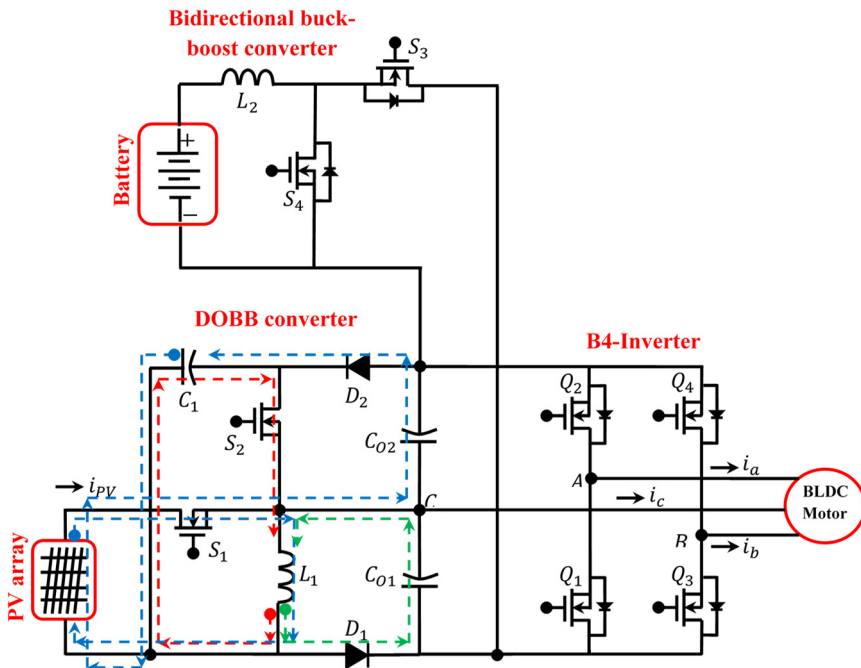 Bidirectional buck-
boost converter
S3
L2
+
Battery
S4
−
DOBB converter
B4-Inverter
C1
D2
Q2
Q4
S2
CO2
iPV
A
ia
C
ic
BLDC
Motor
S1
B
ib
PV array
L1
CO1
Q1
Q3
D1